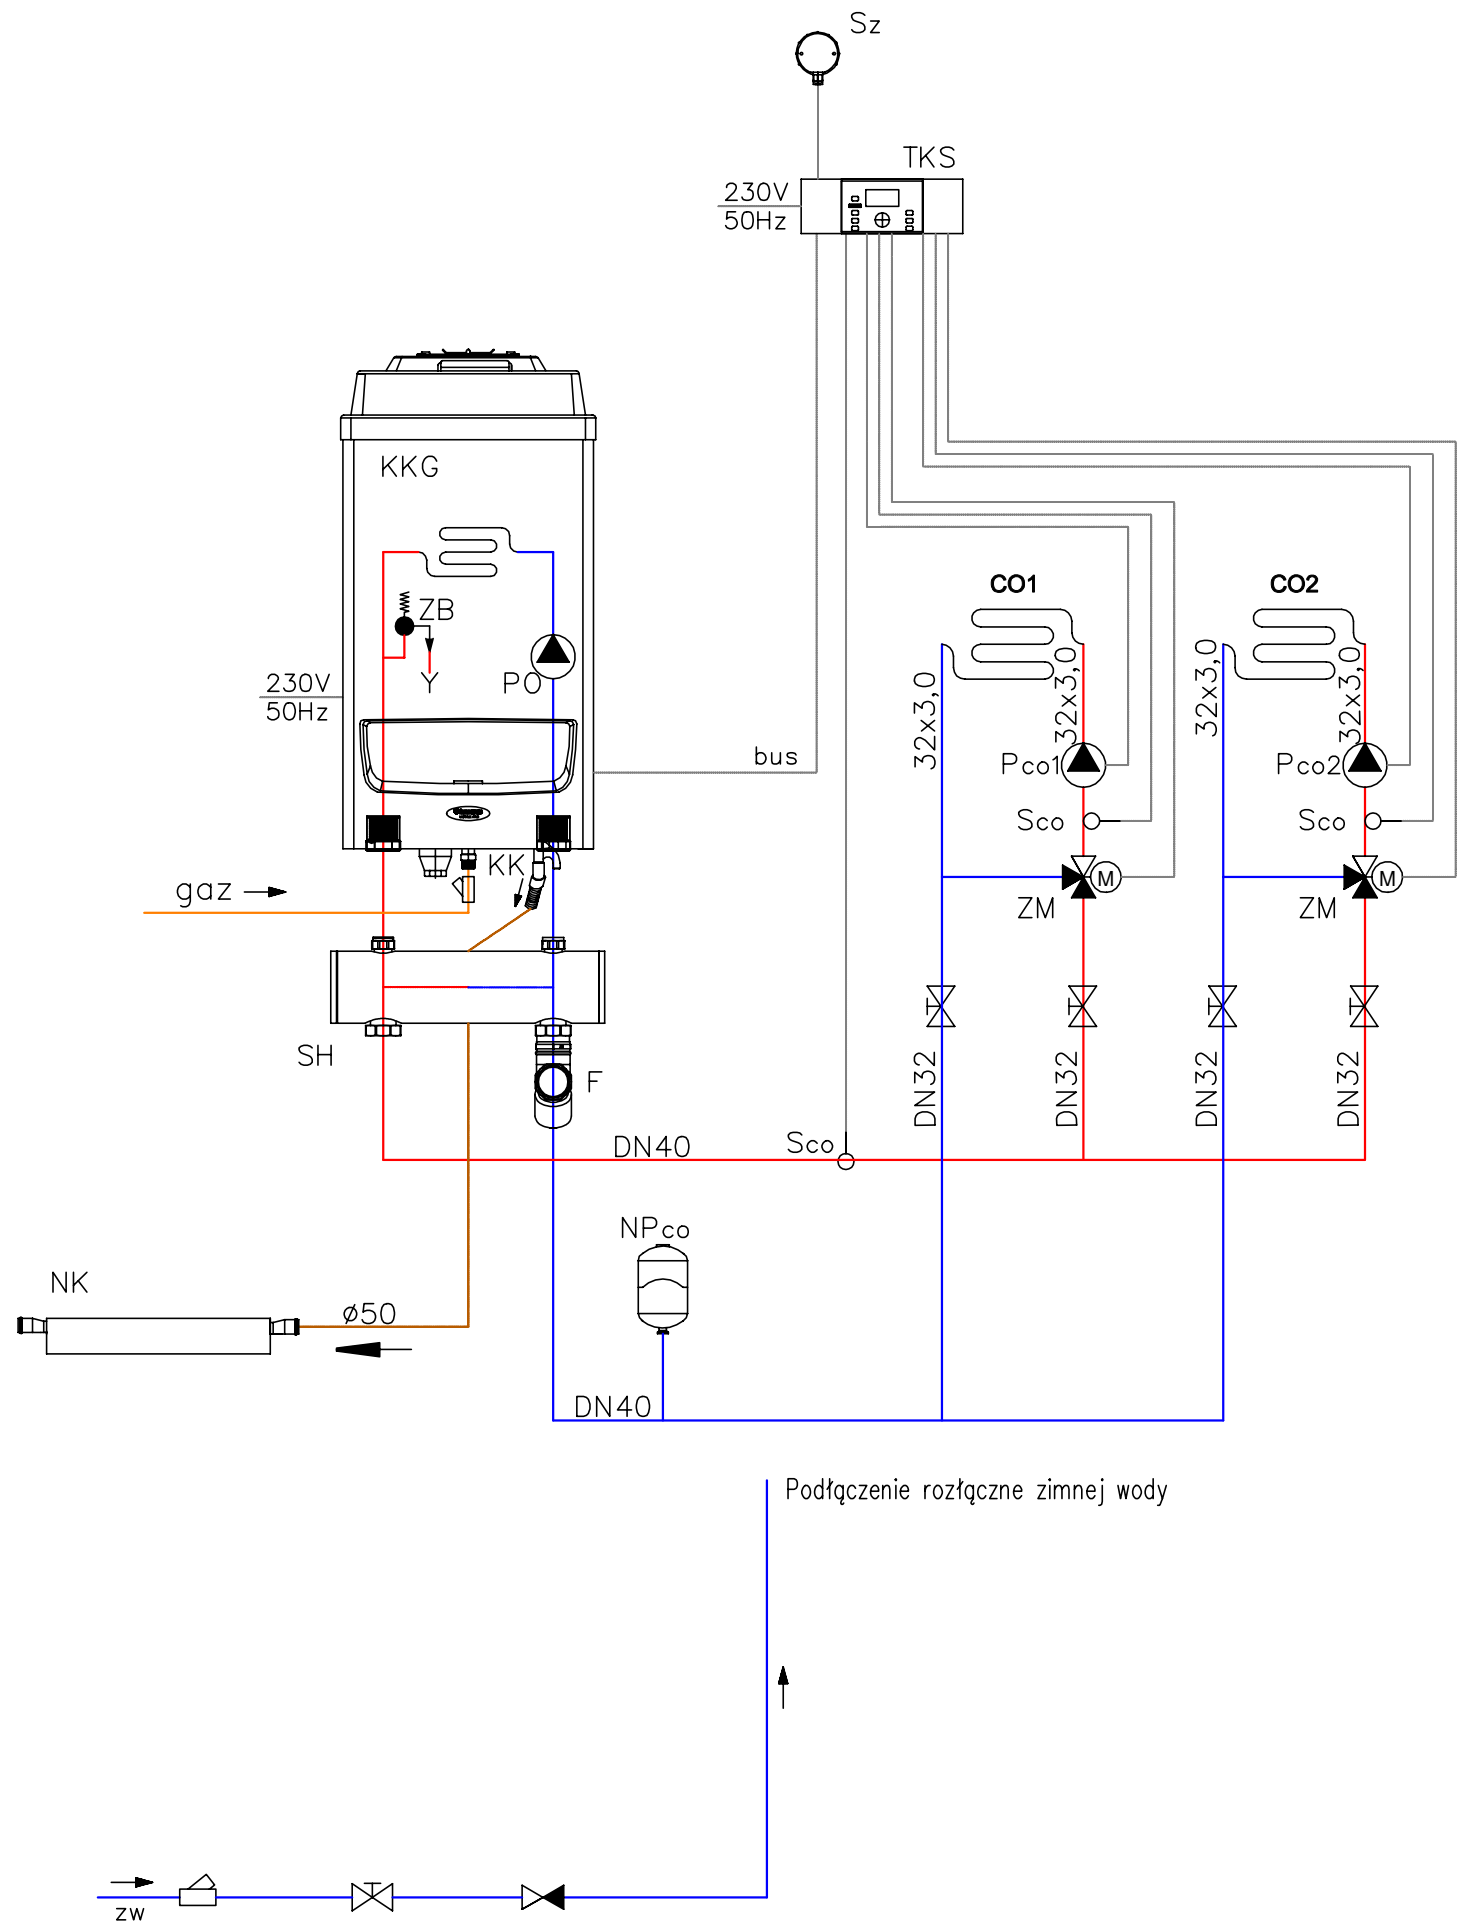 Sz
TKS
230V
50Hz
KKG
CO1
CO2
ZB
Y
PO
230V
50Hz
32x3,0
32x3,0
32x3,0
32x3,0
bus
Pco1
Pco2
Sco
Sco
KK
gaz
M
M
ZM
ZM
SH
F
DN32
DN32
DN32
DN32
DN40
Sco
NPco
NK
ø50
DN40
Podłączenie rozłączne zimnej wody
zw